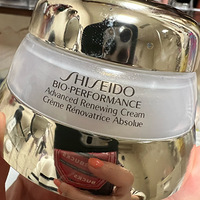 SHISEIDO
BIO-PERFORMANCE
Advanced Renewing Cream
Crème Rénovatrice Absolue